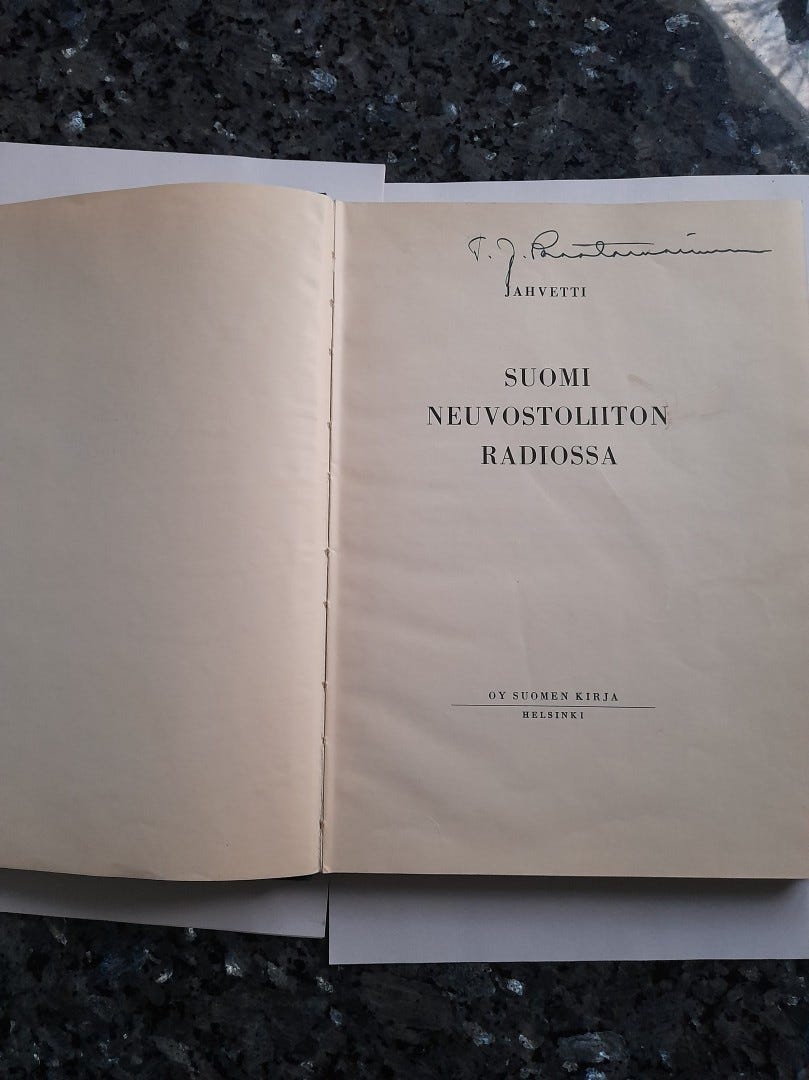 T. J.
JAHVETTI
SUOMI
NEUVOSTOLIITON
RADIOSSA
OY SUOMEN KIRJA
HELSINKI